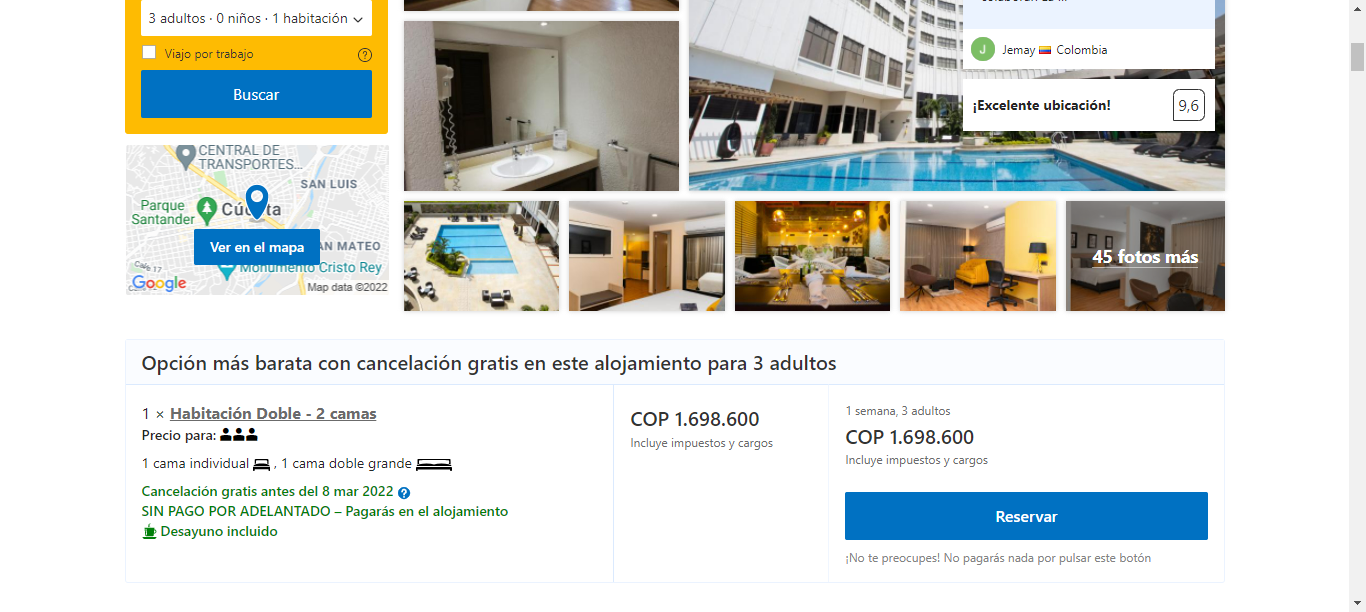 3 adultos · 0 niños · 1 habitación
Viajo por trabajo
Buscar
J
Jemay Colombia
¡Excelente ubicación!
9,6
CENTRAL DE
TRANSPORTES...
SAN LUIS
Parque
Santander
Ver en el mapa
AN MATEO
Monumento Cristo Rey
Calle 17
Google
Map data ©2022
45 fotos más
Opción más barata con cancelación gratis en este alojamiento para 3 adultos
1 × Habitación Doble - 2 camas
Precio para:
1 cama individual , 1 cama doble grande
Cancelación gratis antes del 8 mar 2022
SIN PAGO POR ADELANTADO – Pagarás en el alojamiento
Desayuno incluido
COP 1.698.600
Incluye impuestos y cargos
1 semana, 3 adultos
COP 1.698.600
Incluye impuestos y cargos
Reservar
¡No te preocupes! No pagarás nada por pulsar este botón